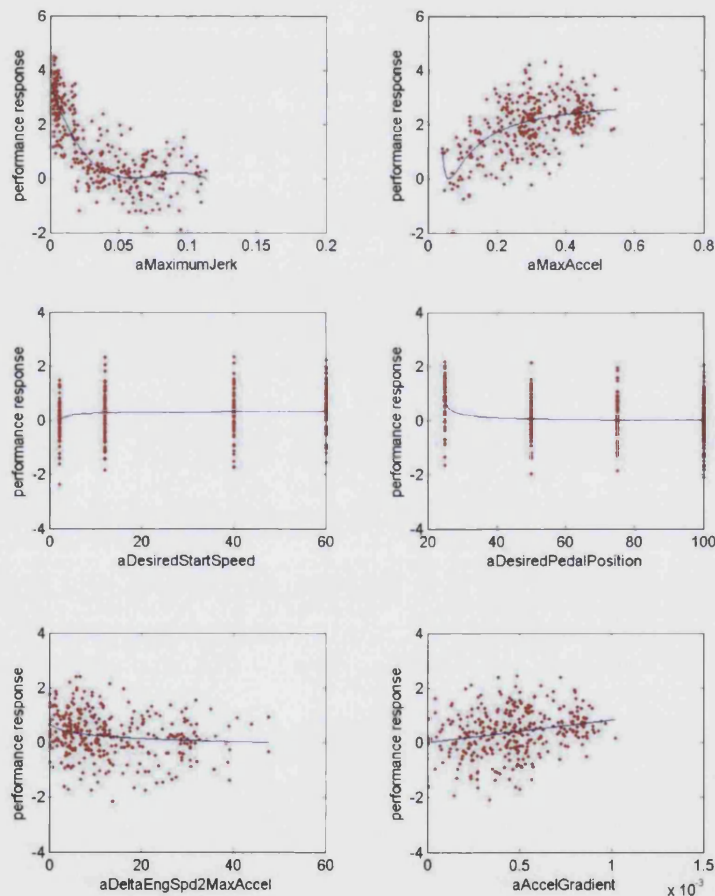 performance response
6
4
2
0
-2
0 0.05 0.1 0.15 0.2
aMaximumJerk
performance response
6
4
2
0
-2
0 0.2 0.4 0.6 0.8
aMaxAccel
performance response
4
2
0
-2
-4
0 20 40 60
aDesiredStartSpeed
performance response
4
2
0
-2
-4
20 40 60 80 100
aDesiredPedalPosition
performance response
4
2
0
-2
-4
0 20 40 60
aDeltaEngSpd2MaxAccel
performance response
4
2
0
-2
-4
0 0.5 1 1.5
aAccelGradient
x 10⁻³